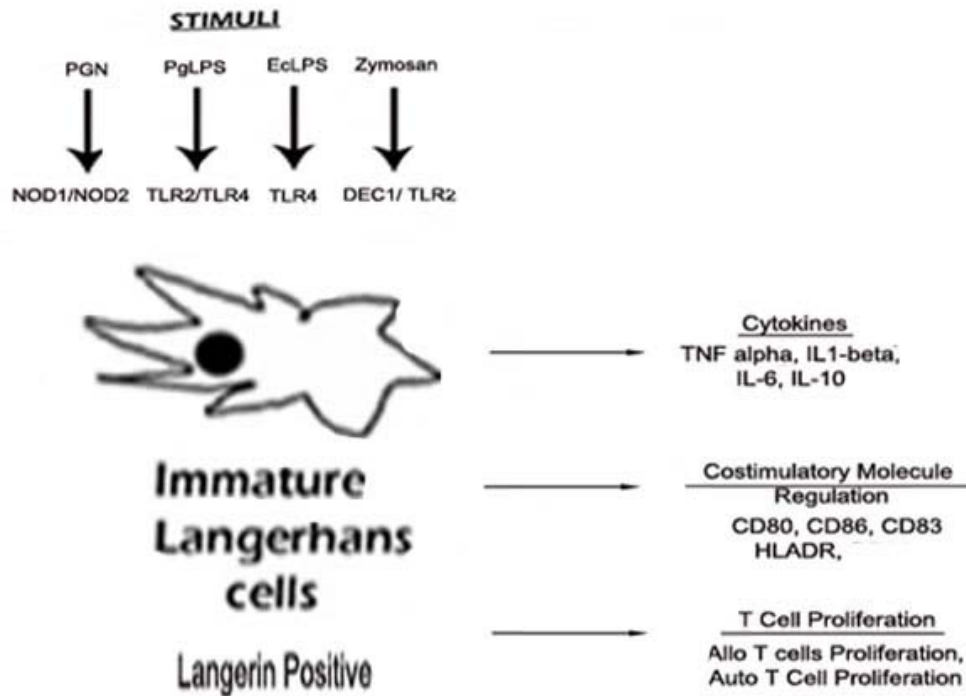 STIMULI
PGN PgLPS EcLPS Zymosan
NOD1/NOD2 TLR2/TLR4 TLR4 DEC1/ TLR2
Cytokines
TNF alpha, IL1-beta,
IL-6, IL-10
Immature
Langerhans
cells
Langerin Positive
Costimulatory Molecule
Regulation
CD80, CD86, CD83
HLADR,
T Cell Proliferation
Allo T cells Proliferation,
Auto T Cell Proliferation